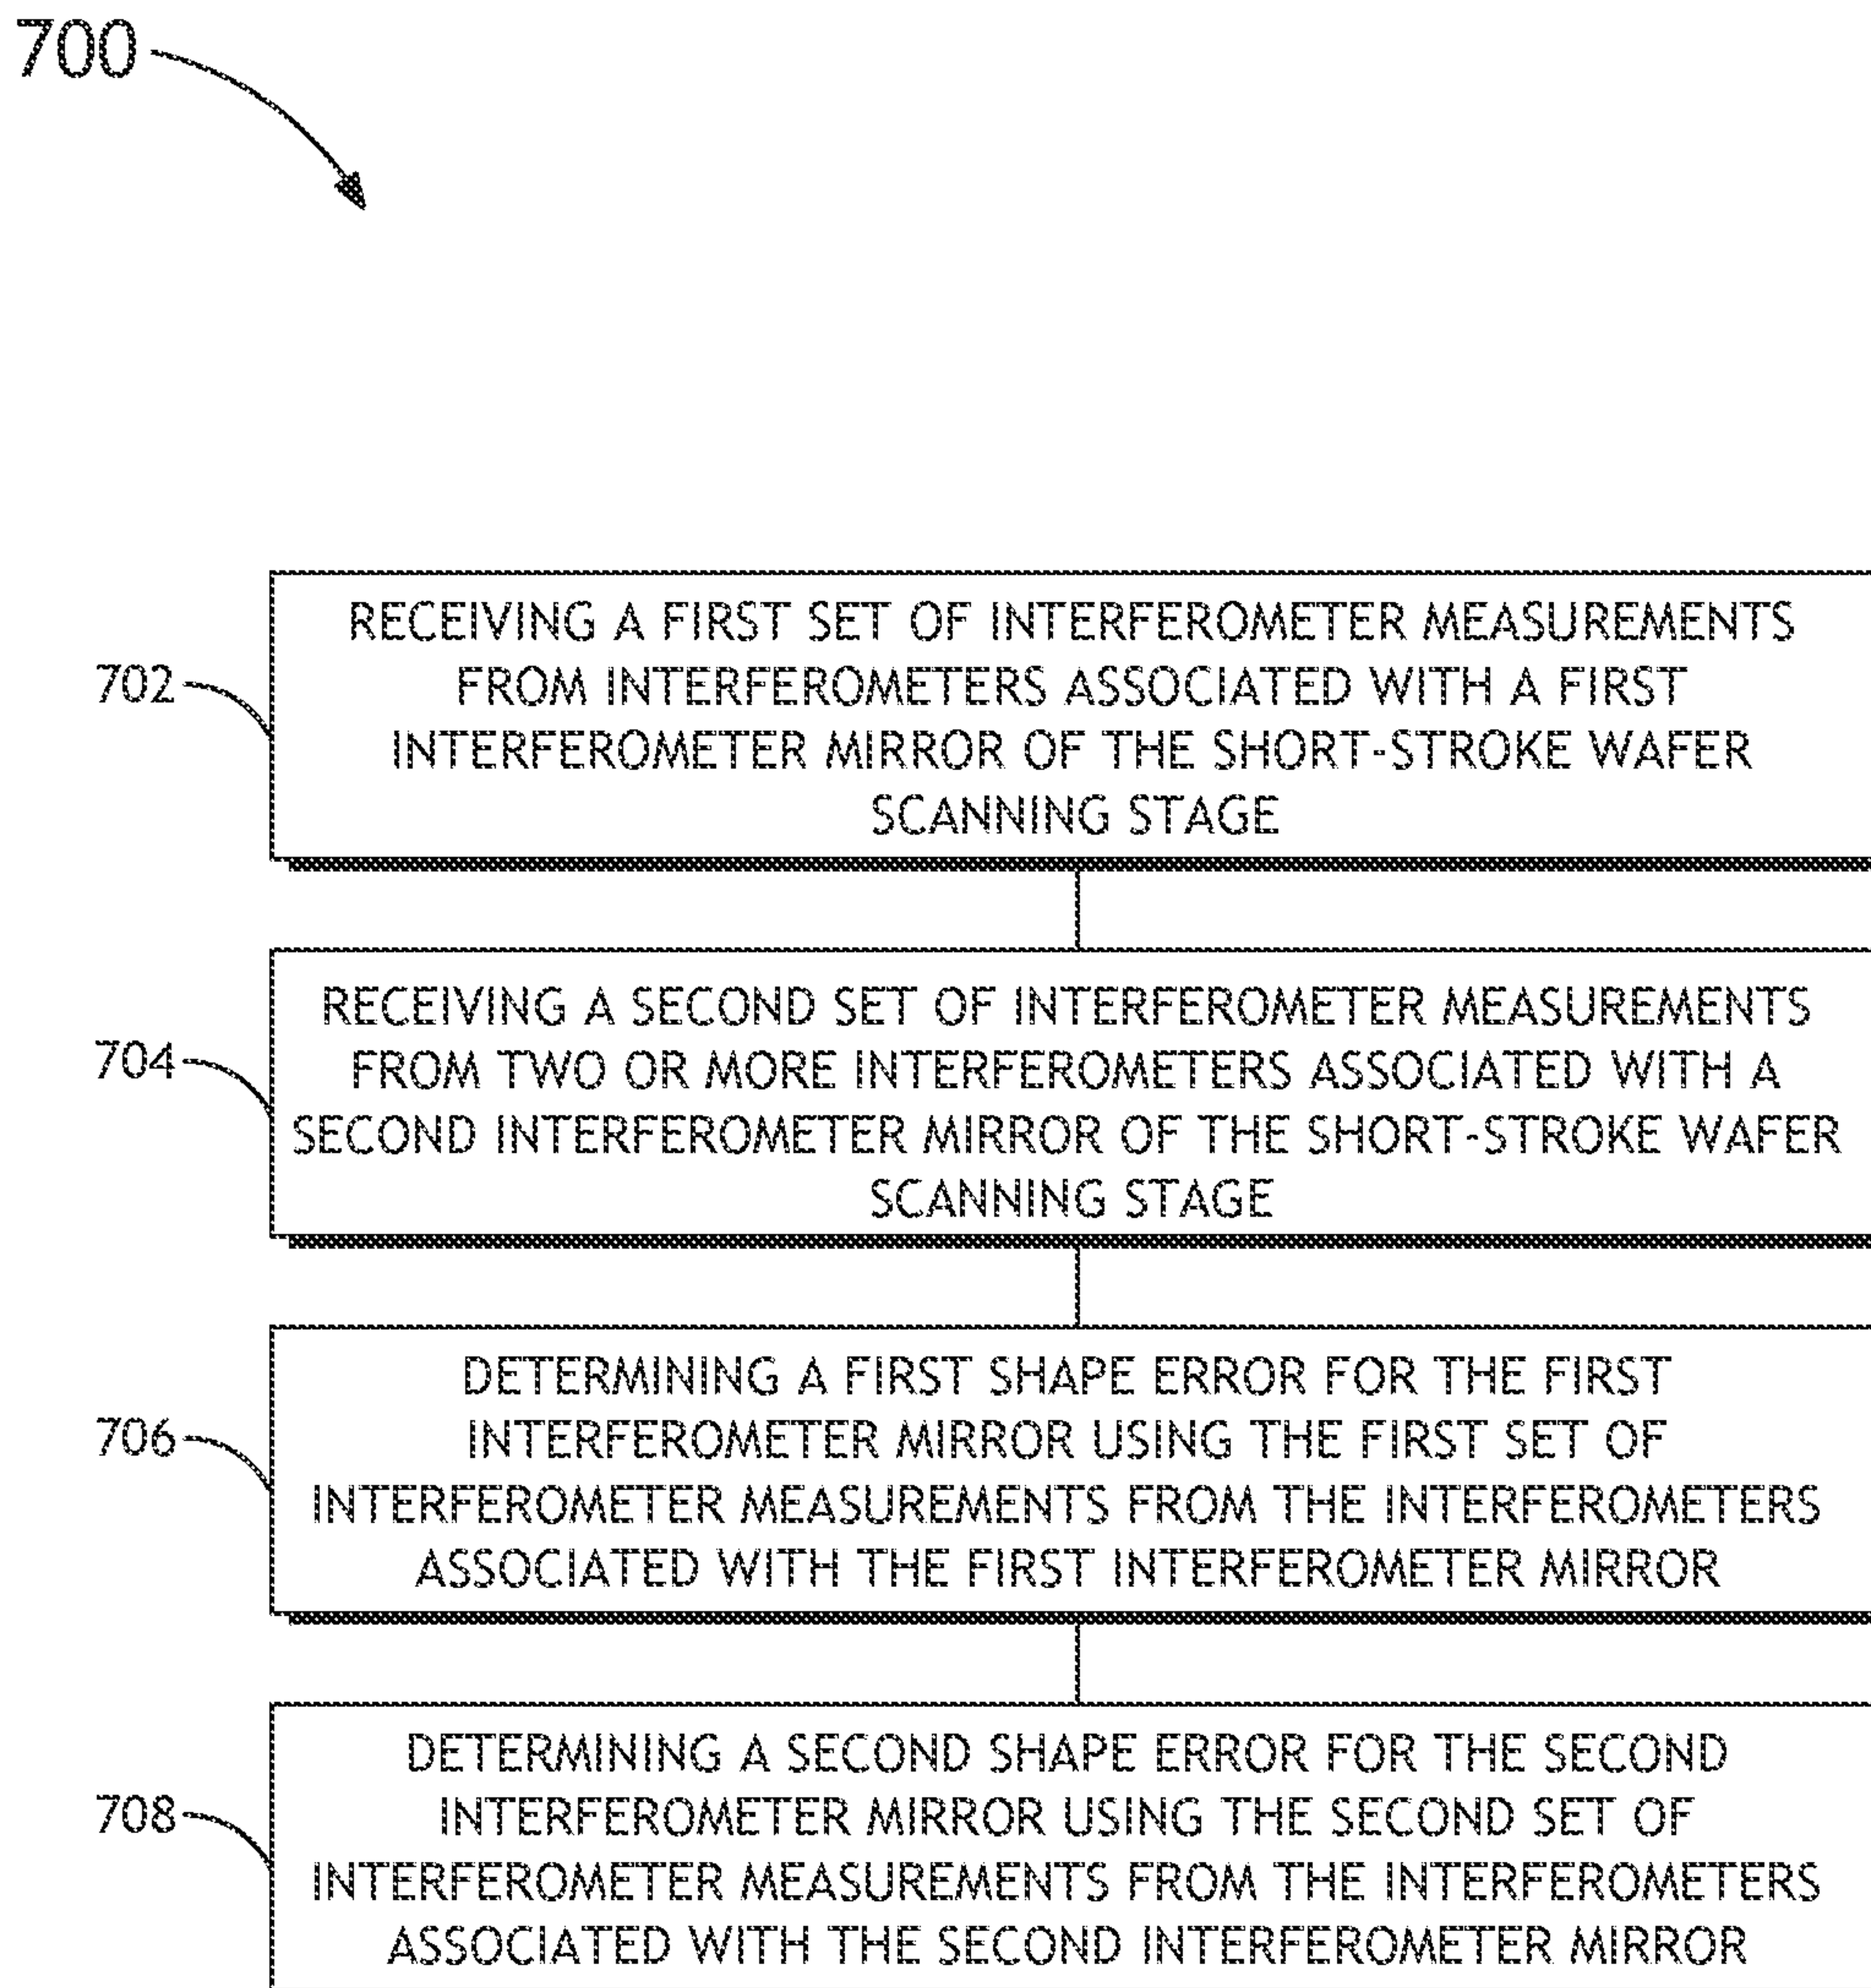 700
702
RECEIVING A FIRST SET OF INTERFEROMETER MEASUREMENTS
FROM INTERFEROMETERS ASSOCIATED WITH A FIRST
INTERFEROMETER MIRROR OF THE SHORT-STROKE WAFER
SCANNING STAGE
704
RECEIVING A SECOND SET OF INTERFEROMETER MEASUREMENTS
FROM TWO OR MORE INTERFEROMETERS ASSOCIATED WITH A
SECOND INTERFEROMETER MIRROR OF THE SHORT-STROKE WAFER
SCANNING STAGE
706
DETERMINING A FIRST SHAPE ERROR FOR THE FIRST
INTERFEROMETER MIRROR USING THE FIRST SET OF
INTERFEROMETER MEASUREMENTS FROM THE INTERFEROMETERS
ASSOCIATED WITH THE FIRST INTERFEROMETER MIRROR
708
DETERMINING A SECOND SHAPE ERROR FOR THE SECOND
INTERFEROMETER MIRROR USING THE SECOND SET OF
INTERFEROMETER MEASUREMENTS FROM THE INTERFEROMETERS
ASSOCIATED WITH THE SECOND INTERFEROMETER MIRROR